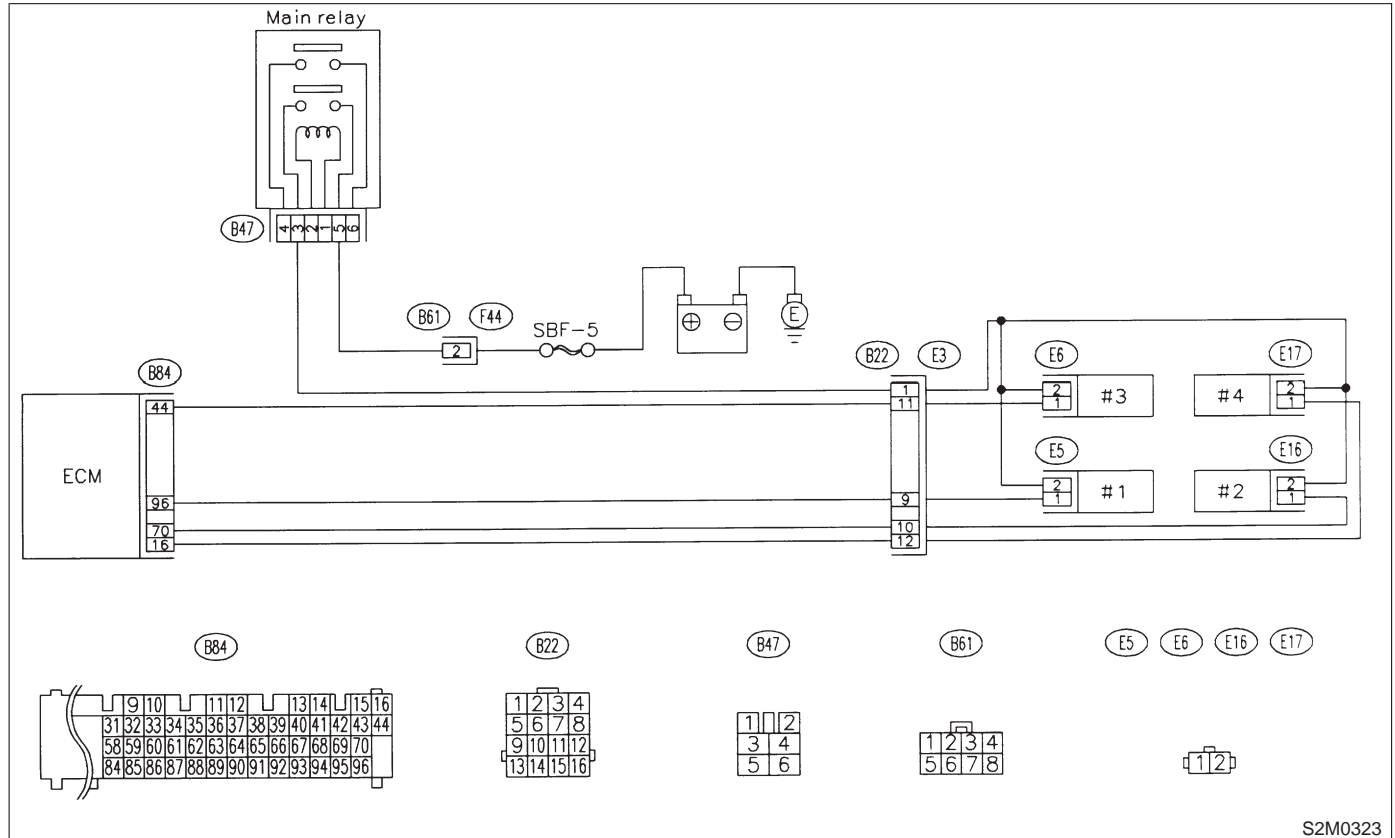 Main relay
B47
4 3 2 1 5 6
B61 F44 SBF-5
2
⊕ ⊖ E
B84
B22 E3
E6 E17
44
1
11
2
1
#3 #4
2
1
ECM
E5 E16
96
9
2
1
#1 #2
2
1
70
16
10
12
B84 B22 B47 B61 E5 E6 E16 E17
9 10 11 12 13 14 15 16
31 32 33 34 35 36 37 38 39 40 41 42 43 44
58 59 60 61 62 63 64 65 66 67 68 69 70
84 85 86 87 88 89 90 91 92 93 94 95 96
1 2 3 4
5 6 7 8
9 10 11 12
13 14 15 16
1 2
3 4
5 6
1 2 3 4
5 6 7 8
1 2
S2M0323